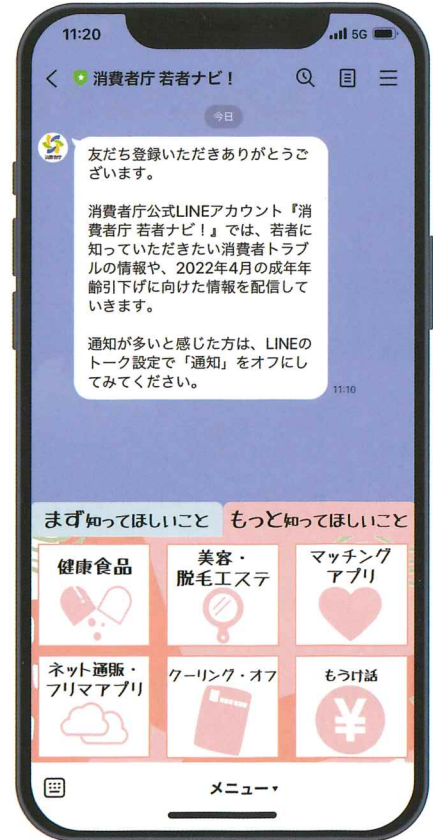 11:20
5G
消費者庁 若者ナビ！
今日
消費者庁
友だち登録いただきありがとうご
ざいます。
消費者庁公式LINEアカウント『消
費者庁 若者ナビ！』では、若者に
知っていただきたい消費者トラブ
ルの情報や、2022年4月の成年年
齢引下げに向けた情報を配信して
いきます。
通知が多いと感じた方は、LINEの
トーク設定で「通知」をオフにし
てみてください。
11:10
まず知ってほしいこと
もっと知ってほしいこと
健康食品
美容・
脱毛エステ
マッチング
アプリ
ネット通販・
フリマアプリ
クーリング・オフ
もうけ話
¥
メニュー▾